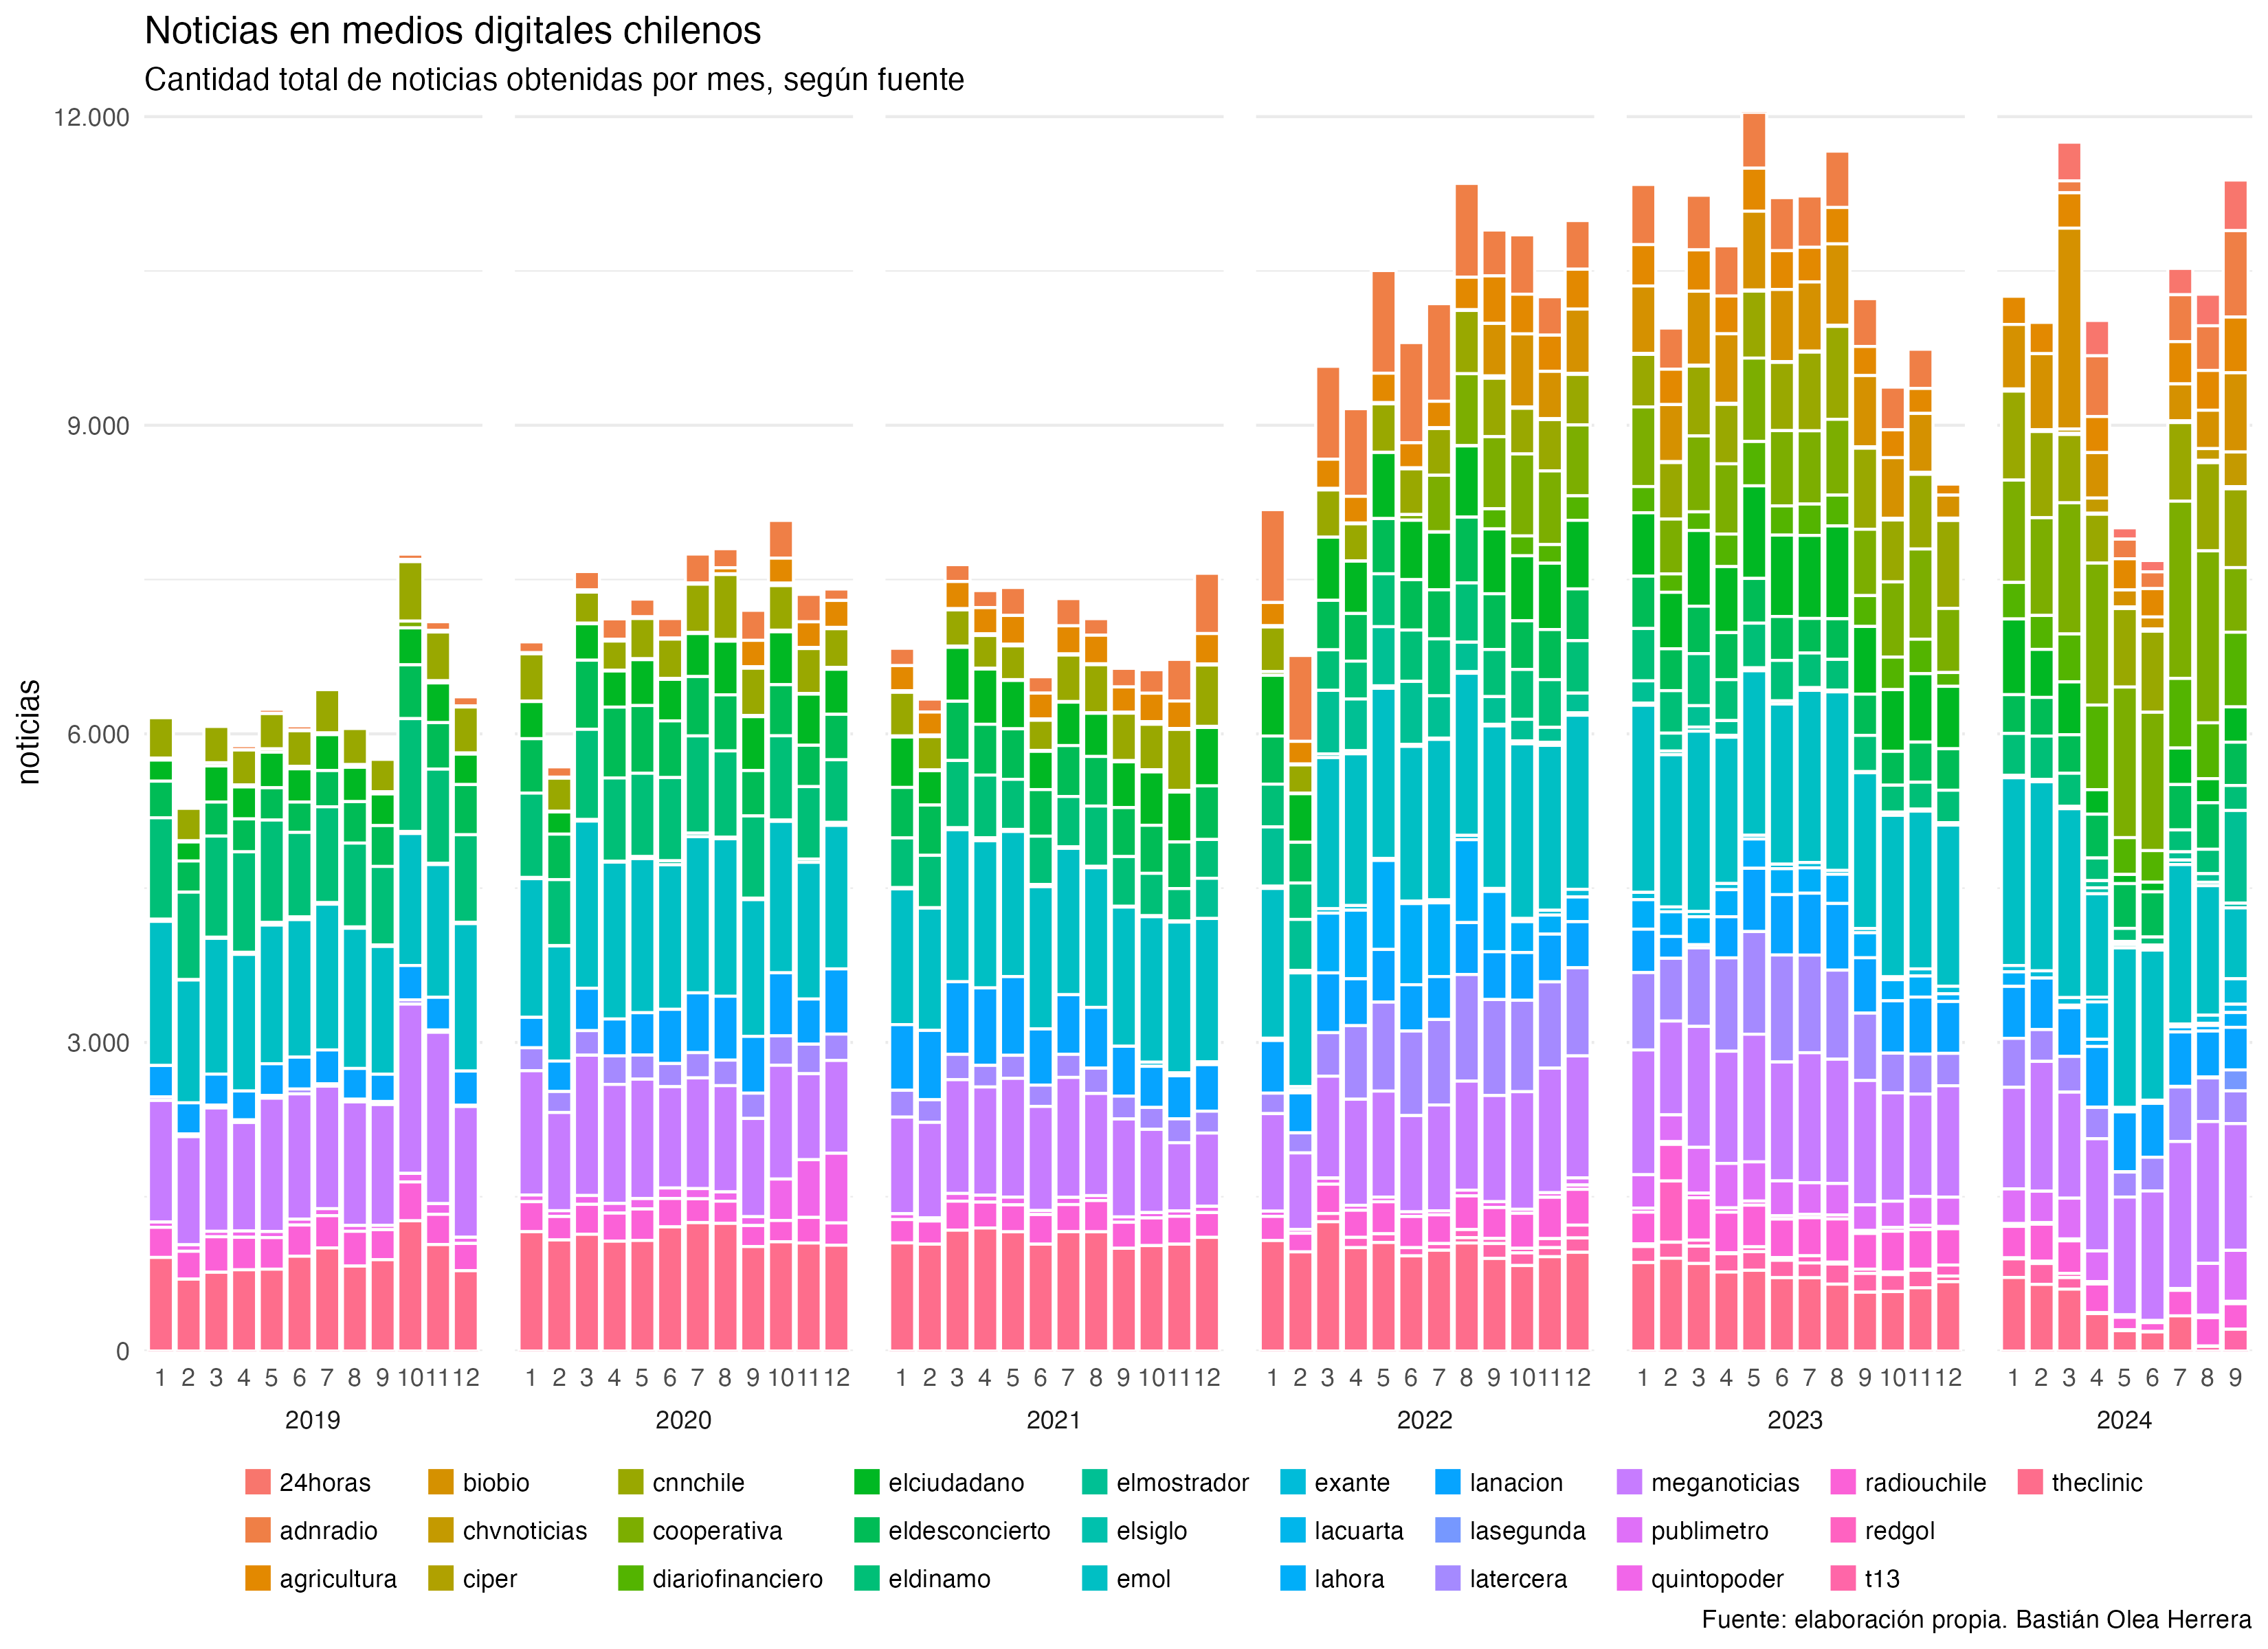 Noticias en medios digitales chilenos
Cantidad total de noticias obtenidas por mes, según fuente
12.000
9.000
6.000
3.000
0
noticias
1 2 3 4 5 6 7 8 9 10 11 12 1 2 3 4 5 6 7 8 9 10 11 12 1 2 3 4 5 6 7 8 9 10 11 12 1 2 3 4 5 6 7 8 9 10 11 12 1 2 3 4 5 6 7 8 9 10 11 12 1 2 3 4 5 6 7 8 9
2019 2020 2021 2022 2023 2024
24horas biobio cnnchile elciudadano elmostrador exante lanacion meganoticias radiouchile theclinic
adnradio chvnoticias cooperativa eldesconcierto elsiglo lacuarta lasegunda publimetro redgol
agricultura ciper diariofinanciero eldinamo emol lahora latercera quintopoder t13
Fuente: elaboración propia. Bastián Olea Herrera